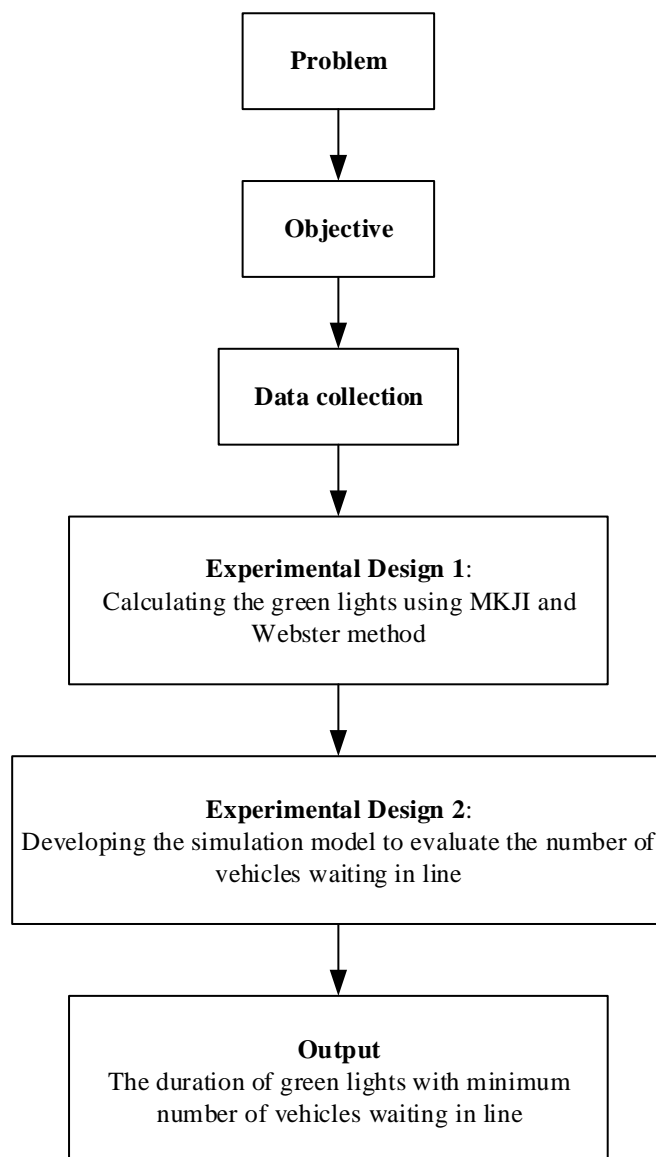 Problem
Objective
Data collection
Experimental Design 1:
Calculating the green lights using MKJI and
Webster method
Experimental Design 2:
Developing the simulation model to evaluate the number of
vehicles waiting in line
Output
The duration of green lights with minimum
number of vehicles waiting in line